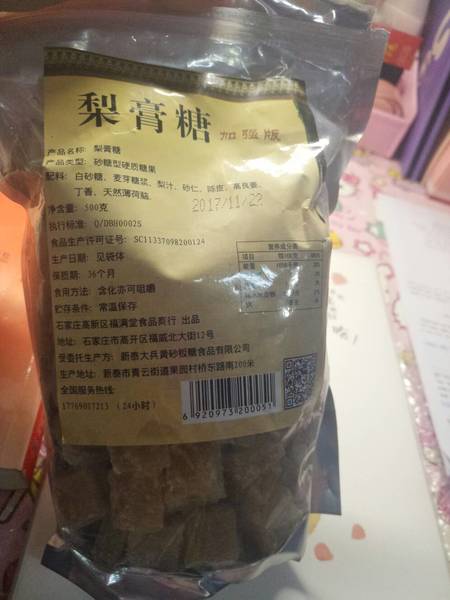 梨膏糖 加强版
产品名称: 梨膏糖
产品类型: 砂糖型硬质糖果
配料: 白砂糖、麦芽糖浆、梨汁、砂仁、陈皮、高良姜、
丁香、天然薄荷脑
净含量: 500克
2017/11/22
执行标准: Q/DBH0002S
食品生产许可证号: SC11337098200124
生产日期: 见袋体
保质期: 36个月
食用方法: 含化亦可咀嚼
贮存条件: 常温保存
石家庄高新区福满堂食品商行 出品
地址: 石家庄市高开区福威北大街12号
受委托生产方: 新泰大兵黄砂板糖食品有限公司
生产地址: 新泰市青云街道果园村桥东路南200米
全国服务热线:
17769017213 (24小时)
营养成分表
项目
6 920973 200051